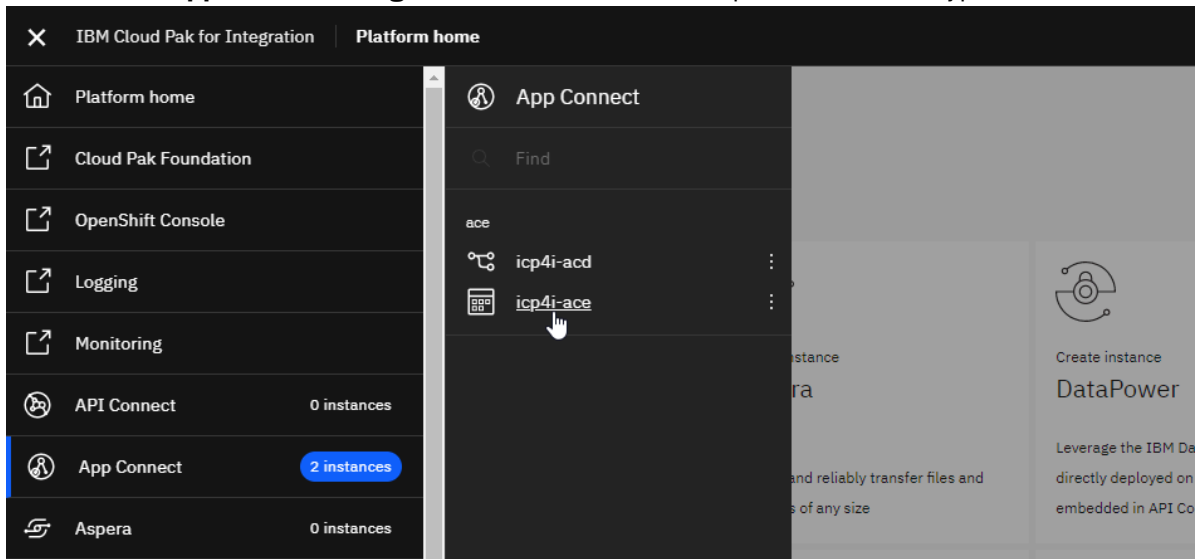 IBM Cloud Pak for Integration Platform home
Platform home
Cloud Pak Foundation
OpenShift Console
Logging
Monitoring
API Connect 0 instances
App Connect 2 instances
Aspera 0 instances
App Connect
Find
ace
icp4i-acd
icp4i-ace
Create instance
DataPower
and reliably transfer files and
of any size
Leverage the IBM
directly deployed on
embedded in API